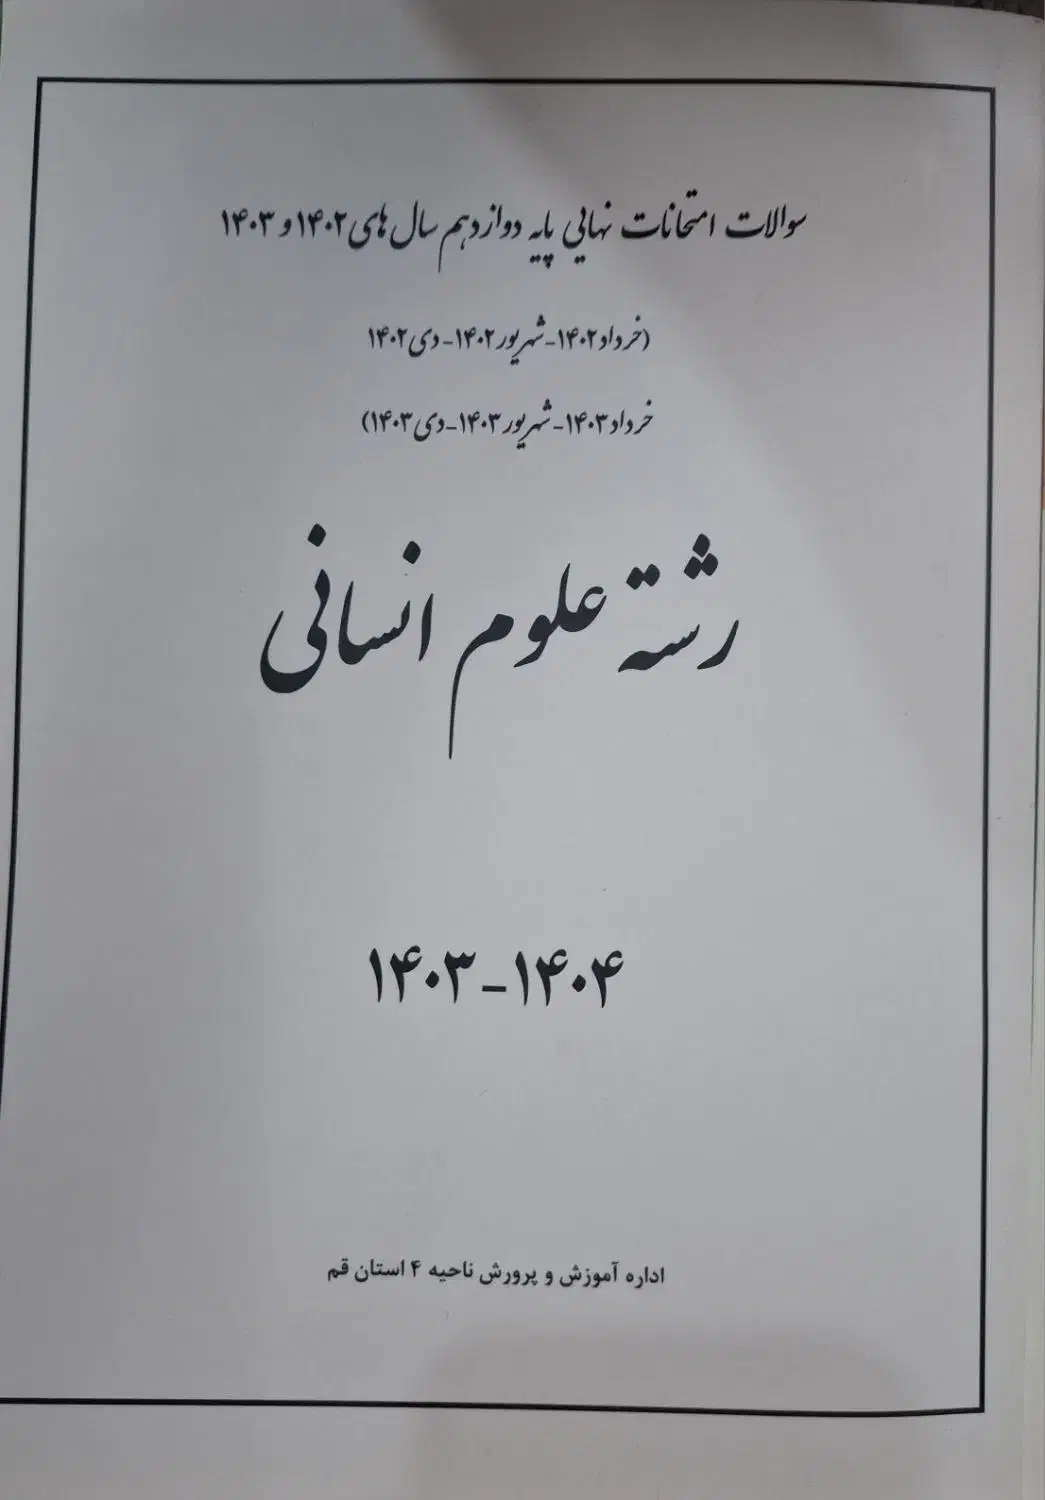 سوالات امتحانات نهایی پایه دوازدهم سال های ۱۴۰۲ و ۱۴۰۳
(خرداد ۱۴۰۲ - شهریور ۱۴۰۲ - دی ۱۴۰۲
خرداد ۱۴۰۳ - شهریور ۱۴۰۳ - دی ۱۴۰۳)
رشته علوم انسانی
۱۴۰۳ - ۱۴۰۴
اداره آموزش و پرورش ناحیه ۴ استان قم